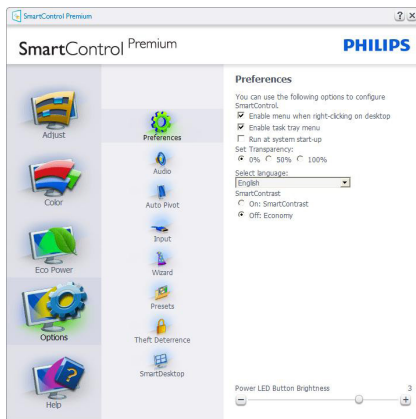 SmartControl Premium
? x
SmartControl Premium
PHILIPS
Adjust
Color
Eco Power
Options
Help
Preferences
Audio
Auto Pivot
Input
Wizard
Presets
Theft Deterrence
SmartDesktop
Preferences
You can use the following options to configure
SmartControl.
Enable menu when right-clicking on desktop
Enable task tray menu
Run at system start-up
Set Transparency:
0% 50% 100%
Select language:
English
SmartContrast
On: SmartContrast
Off: Economy
Power LED Button Brightness 3